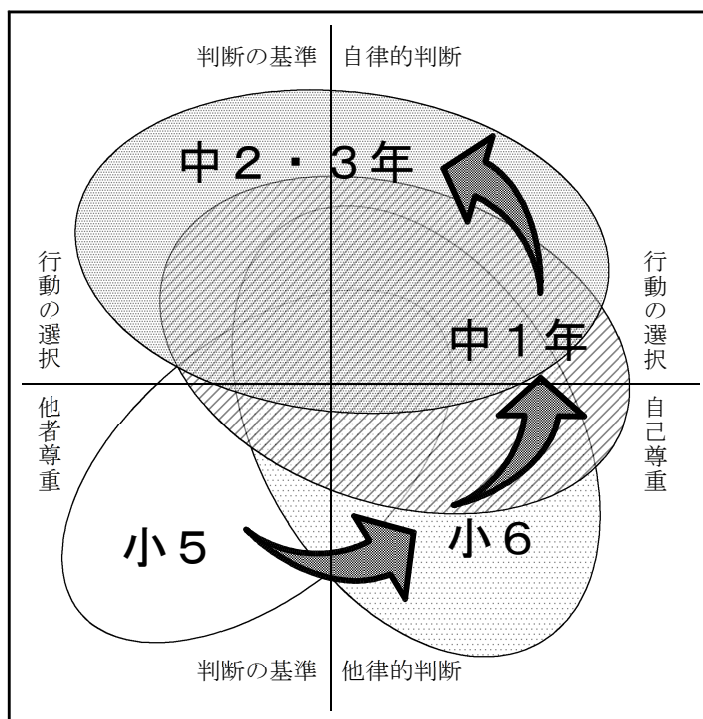 判断の基準 自律的判断
中2・3年
行動の選択
行動の選択
中1年
他者尊重
自己尊重
小5
小6
判断の基準 他律的判断